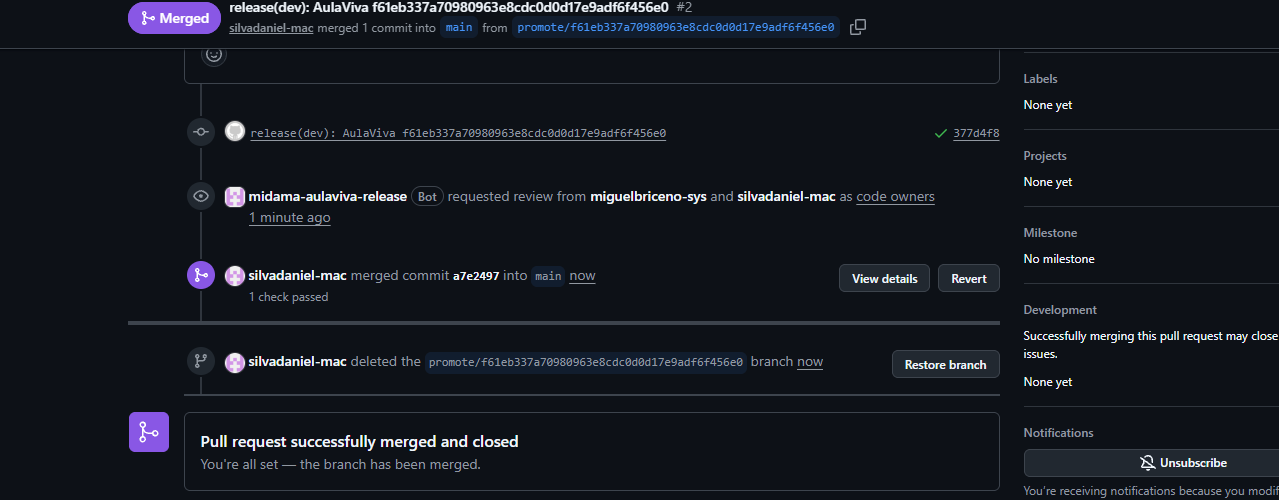 Merged
release(dev): AulaViva f61eb337a70980963e8cdc0d0d17e9adf6f456e0 #2
silvadaniel-mac merged 1 commit into main from promote/f61eb337a70980963e8cdc0d0d17e9adf6f456e0
release(dev): AulaViva f61eb337a70980963e8cdc0d0d17e9adf6f456e0
377d4f8
midama-aulaviva-release Bot requested review from miguelbriceno-sys and silvadaniel-mac as code owners
1 minute ago
silvadaniel-mac merged commit a7e2497 into main now
1 check passed
View details
Revert
silvadaniel-mac deleted the promote/f61eb337a70980963e8cdc0d0d17e9adf6f456e0 branch now
Restore branch
Pull request successfully merged and closed
You're all set — the branch has been merged.
Labels
None yet
Projects
None yet
Milestone
No milestone
Development
Successfully merging this pull request may close
issues.
None yet
Notifications
Unsubscribe
You're receiving notifications because you modif